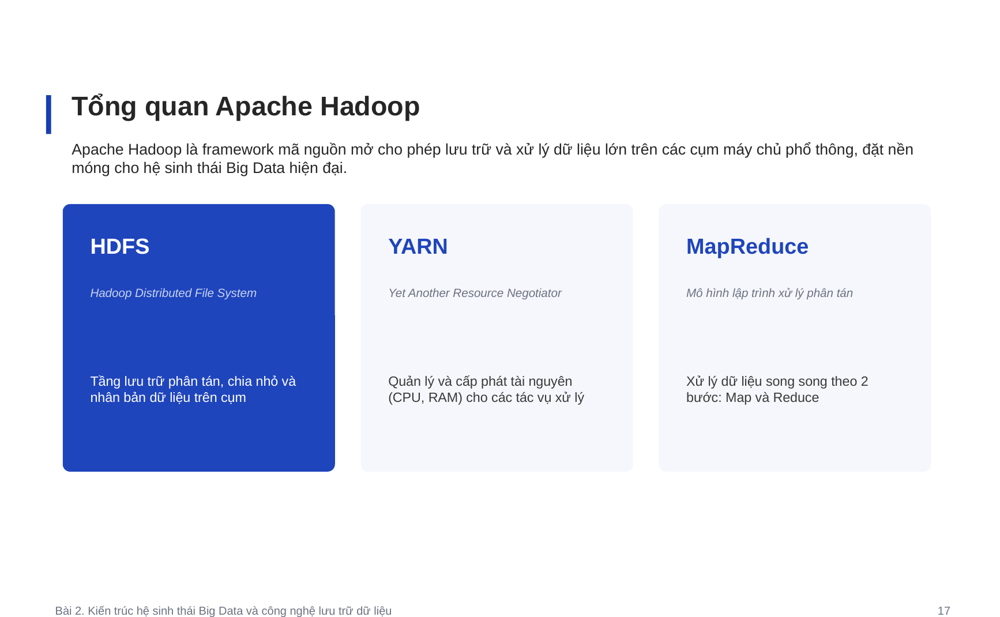 Tổng quan Apache Hadoop
Apache Hadoop là framework mã nguồn mở cho phép lưu trữ và xử lý dữ liệu lớn trên các cụm máy chủ phổ thông, đặt nền
móng cho hệ sinh thái Big Data hiện đại.
HDFS
Hadoop Distributed File System
Tầng lưu trữ phân tán, chia nhỏ và
nhân bản dữ liệu trên cụm
YARN
Yet Another Resource Negotiator
Quản lý và cấp phát tài nguyên
(CPU, RAM) cho các tác vụ xử lý
MapReduce
Mô hình lập trình xử lý phân tán
Xử lý dữ liệu song song theo 2
bước: Map và Reduce
Bài 2. Kiến trúc hệ sinh thái Big Data và công nghệ lưu trữ dữ liệu
17